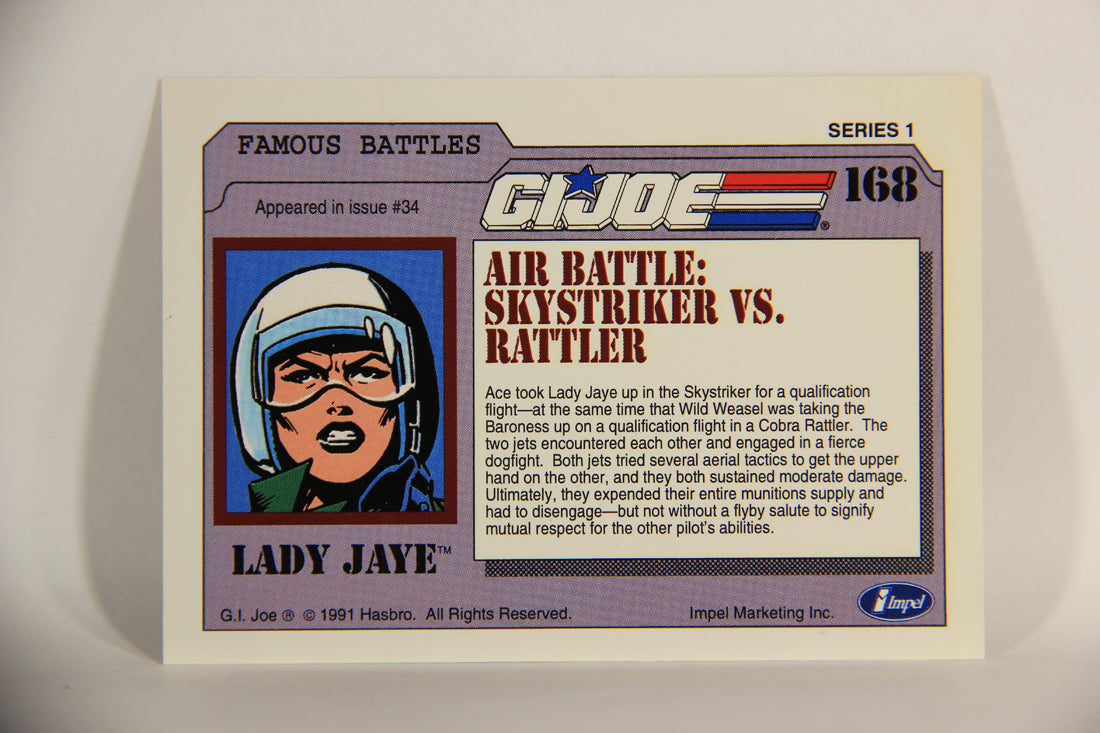 FAMOUS BATTLES
SERIES 1
Appeared in issue #34
G.I. JOE ®
168
AIR BATTLE:
SKYSTRIKER VS.
RATTLER
Ace took Lady Jaye up in the Skystriker for a qualification
flight—at the same time that Wild Weasel was taking the
Baroness up on a qualification flight in a Cobra Rattler.  The
two jets encountered each other and engaged in a fierce
dogfight.  Both jets tried several aerial tactics to get the upper
hand on the other, and they both sustained moderate damage.
Ultimately, they expended their entire munitions supply and
had to disengage—but not without a flyby salute to signify
mutual respect for the other pilot's abilities.
LADY JAYE™
G.I. Joe ® © 1991 Hasbro.  All Rights Reserved.
Impel Marketing Inc.
Impel